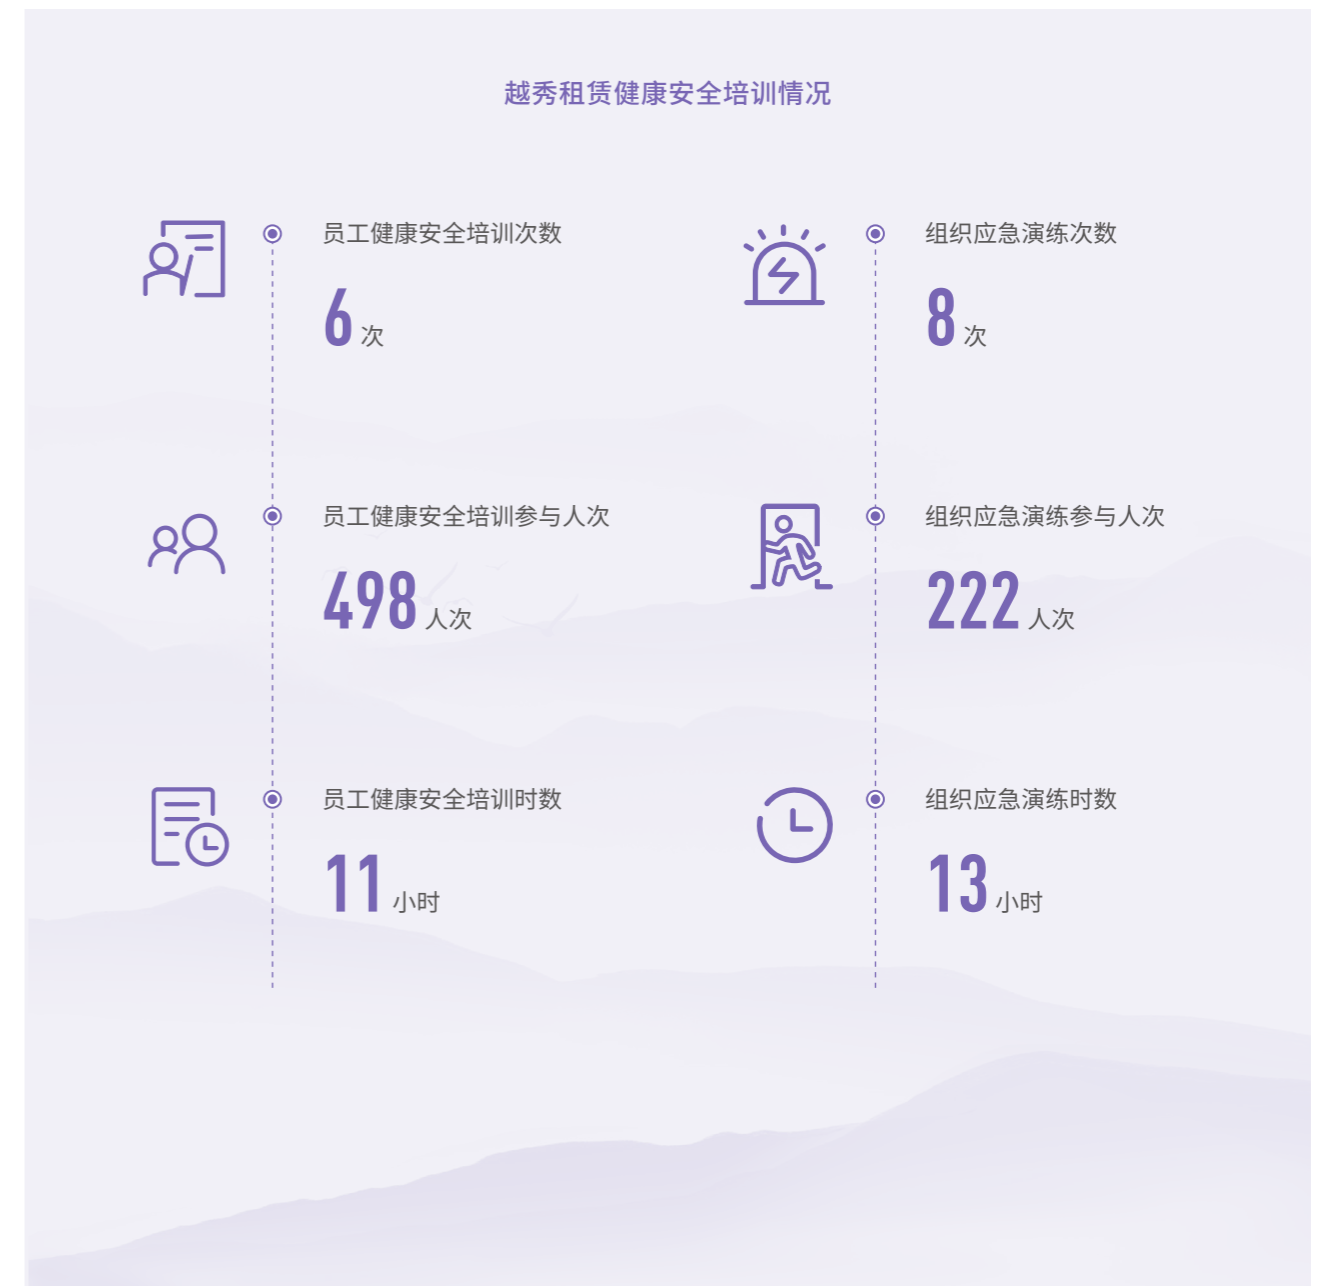 越秀租赁健康安全培训情况
员工健康安全培训次数
6 次
员工健康安全培训参与人次
498 人次
员工健康安全培训时数
11 小时
组织应急演练次数
8 次
组织应急演练参与人次
222 人次
组织应急演练时数
13 小时